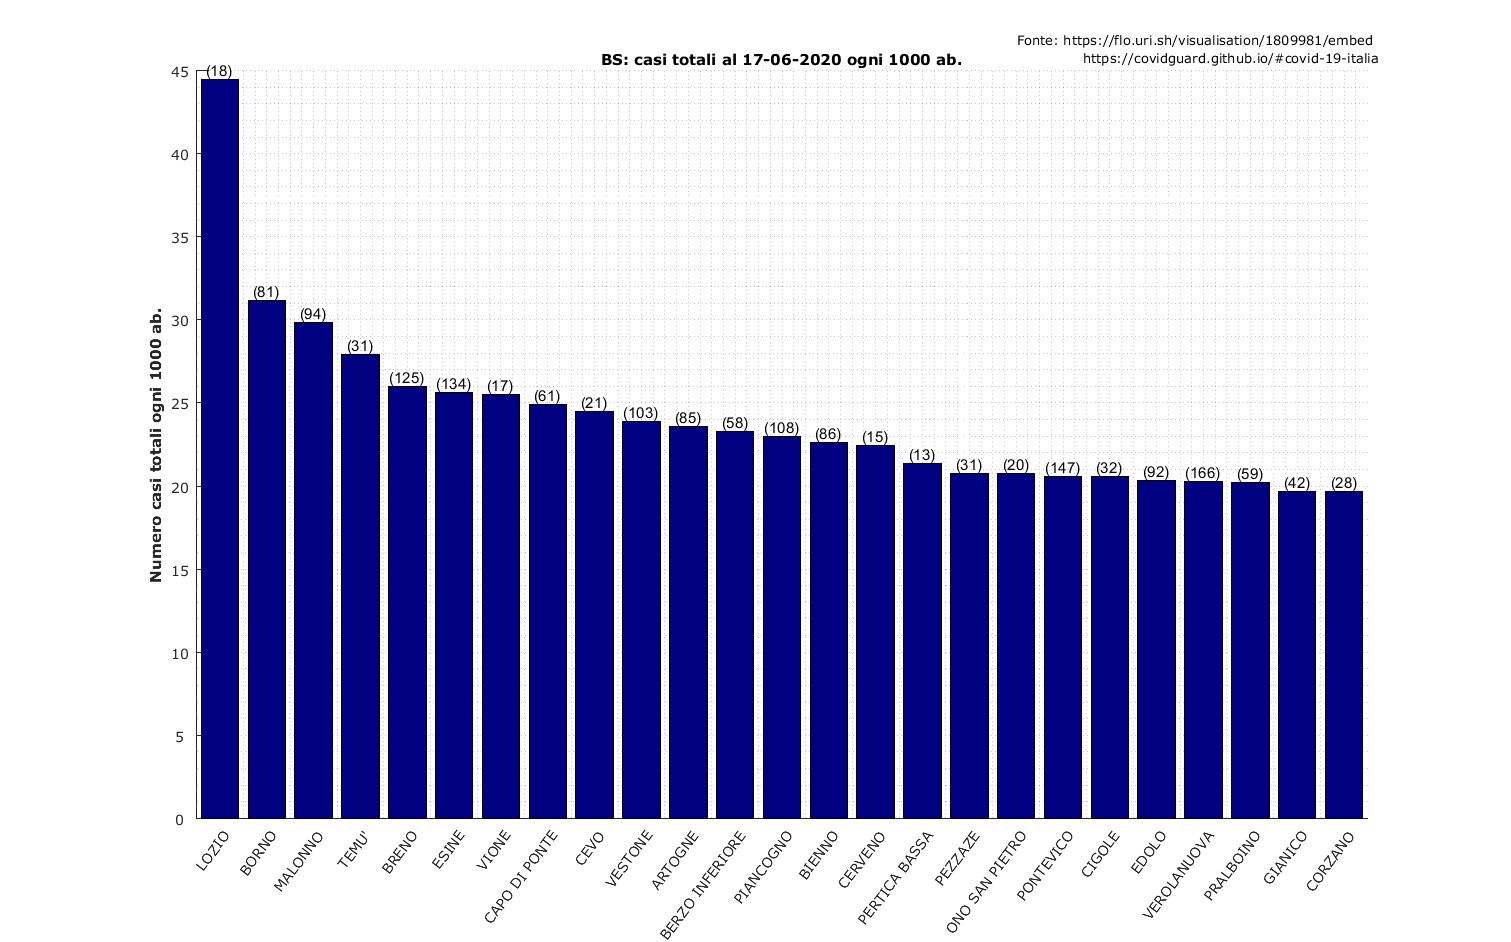 Fonte: https://flo.uri.sh/visualisation/1809981/embed
https://covidguard.github.io/#covid-19-italia
BS: casi totali al 17-06-2020 ogni 1000 ab.
Numero casi totali ogni 1000 ab.
45
40
35
30
25
20
15
10
5
0
(18)
(81)
(94)
(31)
(125)
(134)
(17)
(61)
(21)
(103)
(85)
(58)
(108)
(86)
(15)
(13)
(31)
(20)
(147)
(32)
(92)
(166)
(59)
(42)
(28)
LOZIO
BORNO
MALONNO
TEMU'
BRENO
ESINE
VIONE
CAPO DI PONTE
CEVO
VESTONE
ARTOGNE
BERZO INFERIORE
PIANCOGNO
BIENNO
CERVENO
PERTICA BASSA
PEZZAZE
ONO SAN PIETRO
PONTEVICO
CIGOLE
EDOLO
VEROLANUOVA
PRALBOINO
GIANICO
CORZANO